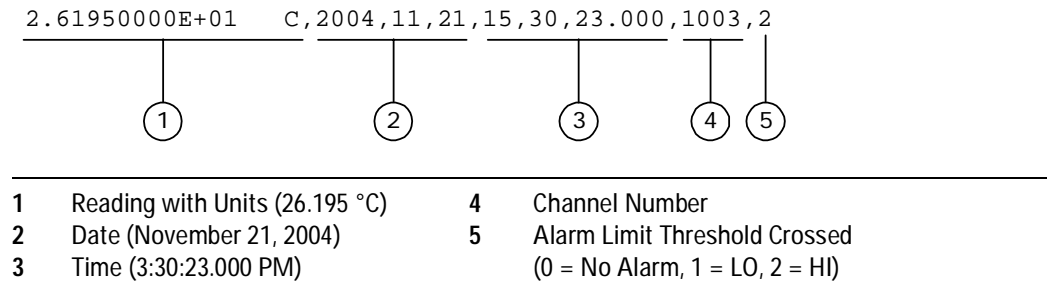 2.61950000E+01    C,2004,11,21,15,30,23.000,1003,2
1 2 3 4 5
1 Reading with Units (26.195 °C)
2 Date (November 21, 2004)
3 Time (3:30:23.000 PM)
4 Channel Number
5 Alarm Limit Threshold Crossed
(0 = No Alarm, 1 = LO, 2 = HI)